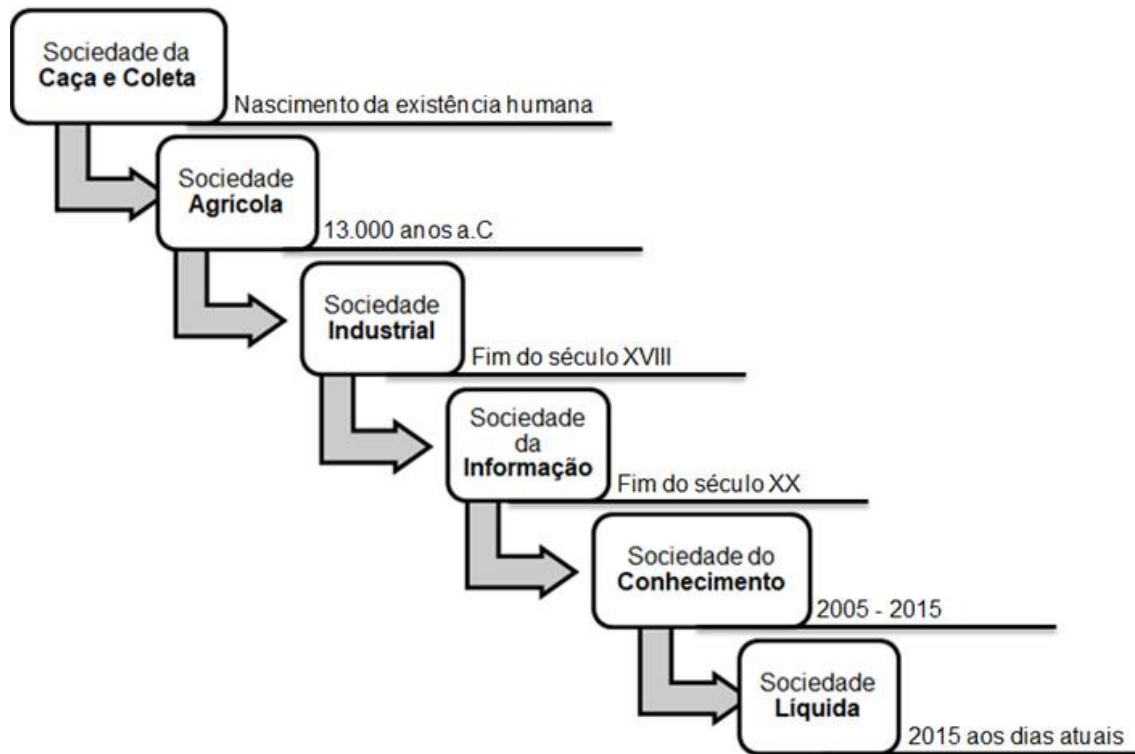 Sociedade da
Caça e Coleta
Nascimento da existência humana
Sociedade
Agrícola
13.000 anos a.C
Sociedade
Industrial
Fim do século XVIII
Sociedade
da
Informação
Fim do século XX
Sociedade do
Conhecimento
2005 - 2015
Sociedade
Líquida
2015 aos dias atuais